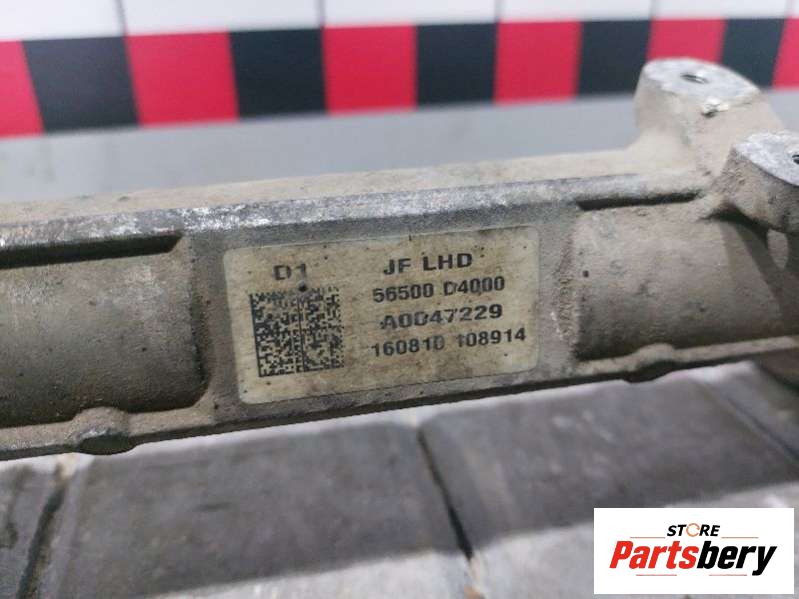 D1 JF LHD
56500 D4000
A0047229
160810 108914
STORE
Partsbery